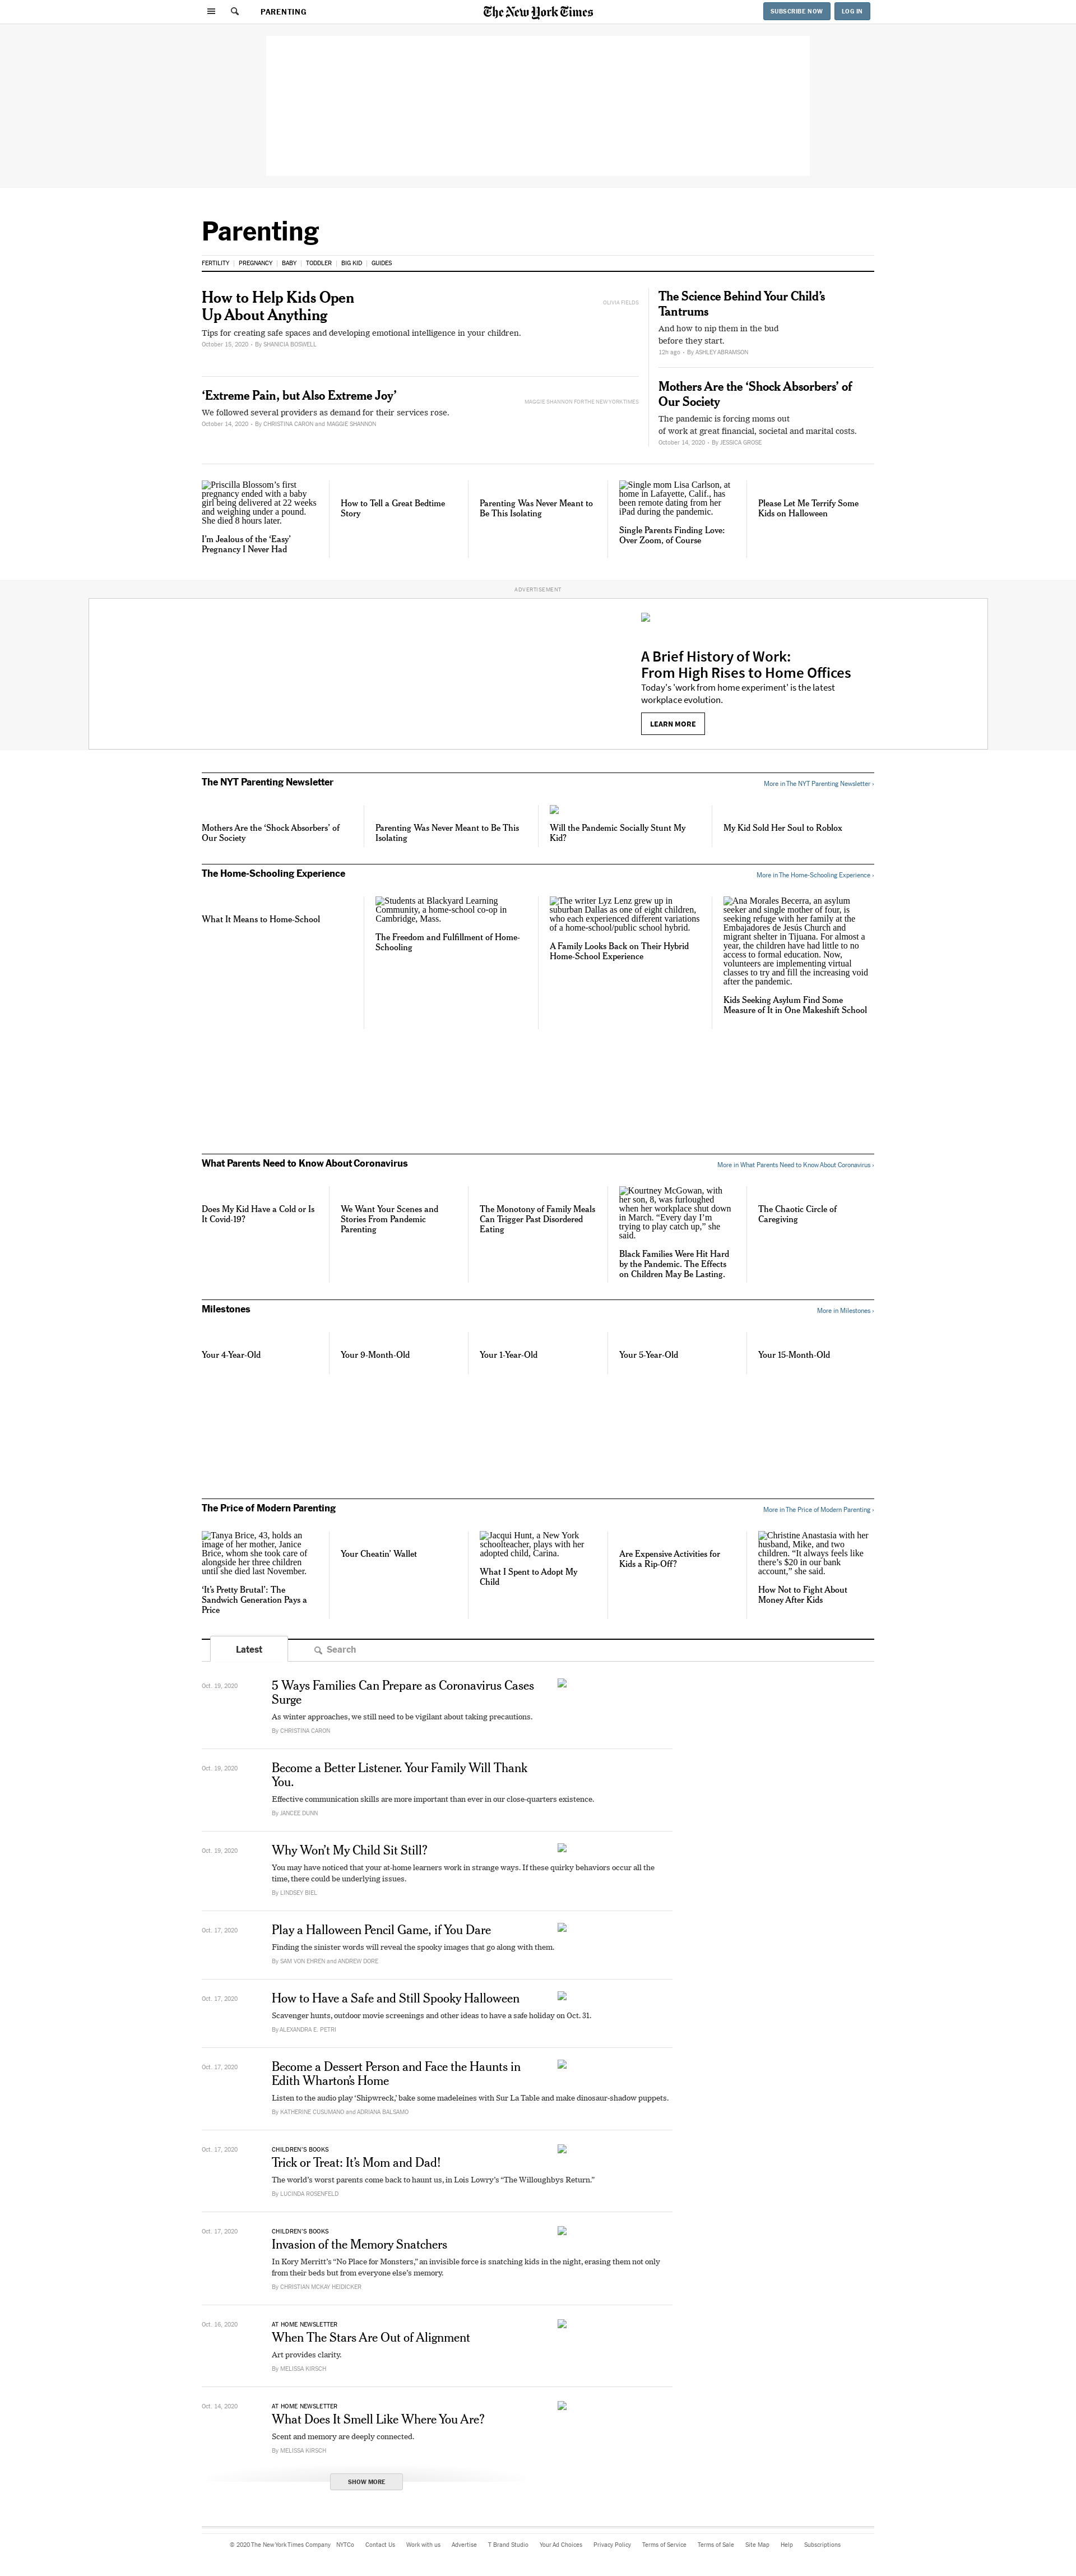 PARENTING
The New York Times
SUBSCRIBE NOW
LOG IN
Parenting
FERTILITY
PREGNANCY
BABY
TODDLER
BIG KID
GUIDES
How to Help Kids Open
Up About Anything
Tips for creating safe spaces and developing emotional intelligence in your children.
October 15, 2020 • By SHANICIA BOSWELL
OLIVIA FIELDS
‘Extreme Pain, but Also Extreme Joy’
We followed several providers as demand for their services rose.
October 14, 2020 • By CHRISTINA CARON and MAGGIE SHANNON
MAGGIE SHANNON FOR THE NEW YORK TIMES
The Science Behind Your Child’s
Tantrums
And how to nip them in the bud
before they start.
12h ago • By ASHLEY ABRAMSON
Mothers Are the ‘Shock Absorbers’ of
Our Society
The pandemic is forcing moms out
of work at great financial, societal and marital costs.
October 14, 2020 • By JESSICA GROSE
Priscilla Blossom’s first
pregnancy ended with a baby
girl being delivered at 22 weeks
and weighing under a pound.
She died 8 hours later.
I’m Jealous of the ‘Easy’
Pregnancy I Never Had
How to Tell a Great Bedtime
Story
Parenting Was Never Meant to
Be This Isolating
Single mom Lisa Carlson, at
home in Lafayette, Calif., has
been remote dating from her
iPad during the pandemic.
Single Parents Finding Love:
Over Zoom, of Course
Please Let Me Terrify Some
Kids on Halloween
ADVERTISEMENT
A Brief History of Work:
From High Rises to Home Offices
Today's 'work from home experiment' is the latest
workplace evolution.
LEARN MORE
The NYT Parenting Newsletter
More in The NYT Parenting Newsletter ›
Mothers Are the ‘Shock Absorbers’ of
Our Society
Parenting Was Never Meant to Be This
Isolating
Will the Pandemic Socially Stunt My
Kid?
My Kid Sold Her Soul to Roblox
The Home-Schooling Experience
More in The Home-Schooling Experience ›
What It Means to Home-School
Students at Blackyard Learning
Community, a home-school co-op in
Cambridge, Mass.
The Freedom and Fulfillment of Home-
Schooling
The writer Lyz Lenz grew up in
suburban Dallas as one of eight children,
who each experienced different variations
of a home-school/public school hybrid.
A Family Looks Back on Their Hybrid
Home-School Experience
Ana Morales Becerra, an asylum
seeker and single mother of four, is
seeking refuge with her family at the
Embajadores de Jesús Church and
migrant shelter in Tijuana. For almost a
year, the children have had little to no
access to formal education. Now,
volunteers are implementing virtual
classes to try and fill the increasing void
after the pandemic.
Kids Seeking Asylum Find Some
Measure of It in One Makeshift School
What Parents Need to Know About Coronavirus
More in What Parents Need to Know About Coronavirus ›
Does My Kid Have a Cold or Is
It Covid-19?
We Want Your Scenes and
Stories From Pandemic
Parenting
The Monotony of Family Meals
Can Trigger Past Disordered
Eating
Kourtney McGowan, with
her son, 8, was furloughed
when her workplace shut down
in March. “Every day I’m
trying to play catch up,” she
said.
Black Families Were Hit Hard
by the Pandemic. The Effects
on Children May Be Lasting.
The Chaotic Circle of
Caregiving
Milestones
More in Milestones ›
Your 4-Year-Old
Your 9-Month-Old
Your 1-Year-Old
Your 5-Year-Old
Your 15-Month-Old
The Price of Modern Parenting
More in The Price of Modern Parenting ›
Tanya Brice, 43, holds an
image of her mother, Janice
Brice, whom she took care of
alongside her three children
until she died last November.
‘It’s Pretty Brutal’: The
Sandwich Generation Pays a
Price
Your Cheatin’ Wallet
Jacqui Hunt, a New York
schoolteacher, plays with her
adopted child, Carina.
What I Spent to Adopt My
Child
Are Expensive Activities for
Kids a Rip-Off?
Christine Anastasia with her
husband, Mike, and two
children. “It always feels like
there’s $20 in our bank
account,” she said.
How Not to Fight About
Money After Kids
Latest
Search
Oct. 19, 2020
5 Ways Families Can Prepare as Coronavirus Cases
Surge
As winter approaches, we still need to be vigilant about taking precautions.
By CHRISTINA CARON
Oct. 19, 2020
Become a Better Listener. Your Family Will Thank
You.
Effective communication skills are more important than ever in our close-quarters existence.
By JANCEE DUNN
Oct. 19, 2020
Why Won’t My Child Sit Still?
You may have noticed that your at-home learners work in strange ways. If these quirky behaviors occur all the
time, there could be underlying issues.
By LINDSEY BIEL
Oct. 17, 2020
Play a Halloween Pencil Game, if You Dare
Finding the sinister words will reveal the spooky images that go along with them.
By SAM VON EHREN and ANDREW DORE
Oct. 17, 2020
How to Have a Safe and Still Spooky Halloween
Scavenger hunts, outdoor movie screenings and other ideas to have a safe holiday on Oct. 31.
By ALEXANDRA E. PETRI
Oct. 17, 2020
Become a Dessert Person and Face the Haunts in
Edith Wharton’s Home
Listen to the audio play ‘Shipwreck,’ bake some madeleines with Sur La Table and make dinosaur-shadow puppets.
By KATHERINE CUSUMANO and ADRIANA BALSAMO
Oct. 17, 2020
CHILDREN’S BOOKS
Trick or Treat: It’s Mom and Dad!
The world’s worst parents come back to haunt us, in Lois Lowry’s “The Willoughbys Return.”
By LUCINDA ROSENFELD
Oct. 17, 2020
CHILDREN’S BOOKS
Invasion of the Memory Snatchers
In Kory Merritt’s “No Place for Monsters,” an invisible force is snatching kids in the night, erasing them not only
from their beds but from everyone else’s memory.
By CHRISTIAN MCKAY HEIDICKER
Oct. 16, 2020
AT HOME NEWSLETTER
When The Stars Are Out of Alignment
Art provides clarity.
By MELISSA KIRSCH
Oct. 14, 2020
AT HOME NEWSLETTER
What Does It Smell Like Where You Are?
Scent and memory are deeply connected.
By MELISSA KIRSCH
SHOW MORE
© 2020 The New York Times Company NYTCo Contact Us Work with us Advertise T Brand Studio Your Ad Choices Privacy Policy Terms of Service Terms of Sale Site Map Help Subscriptions